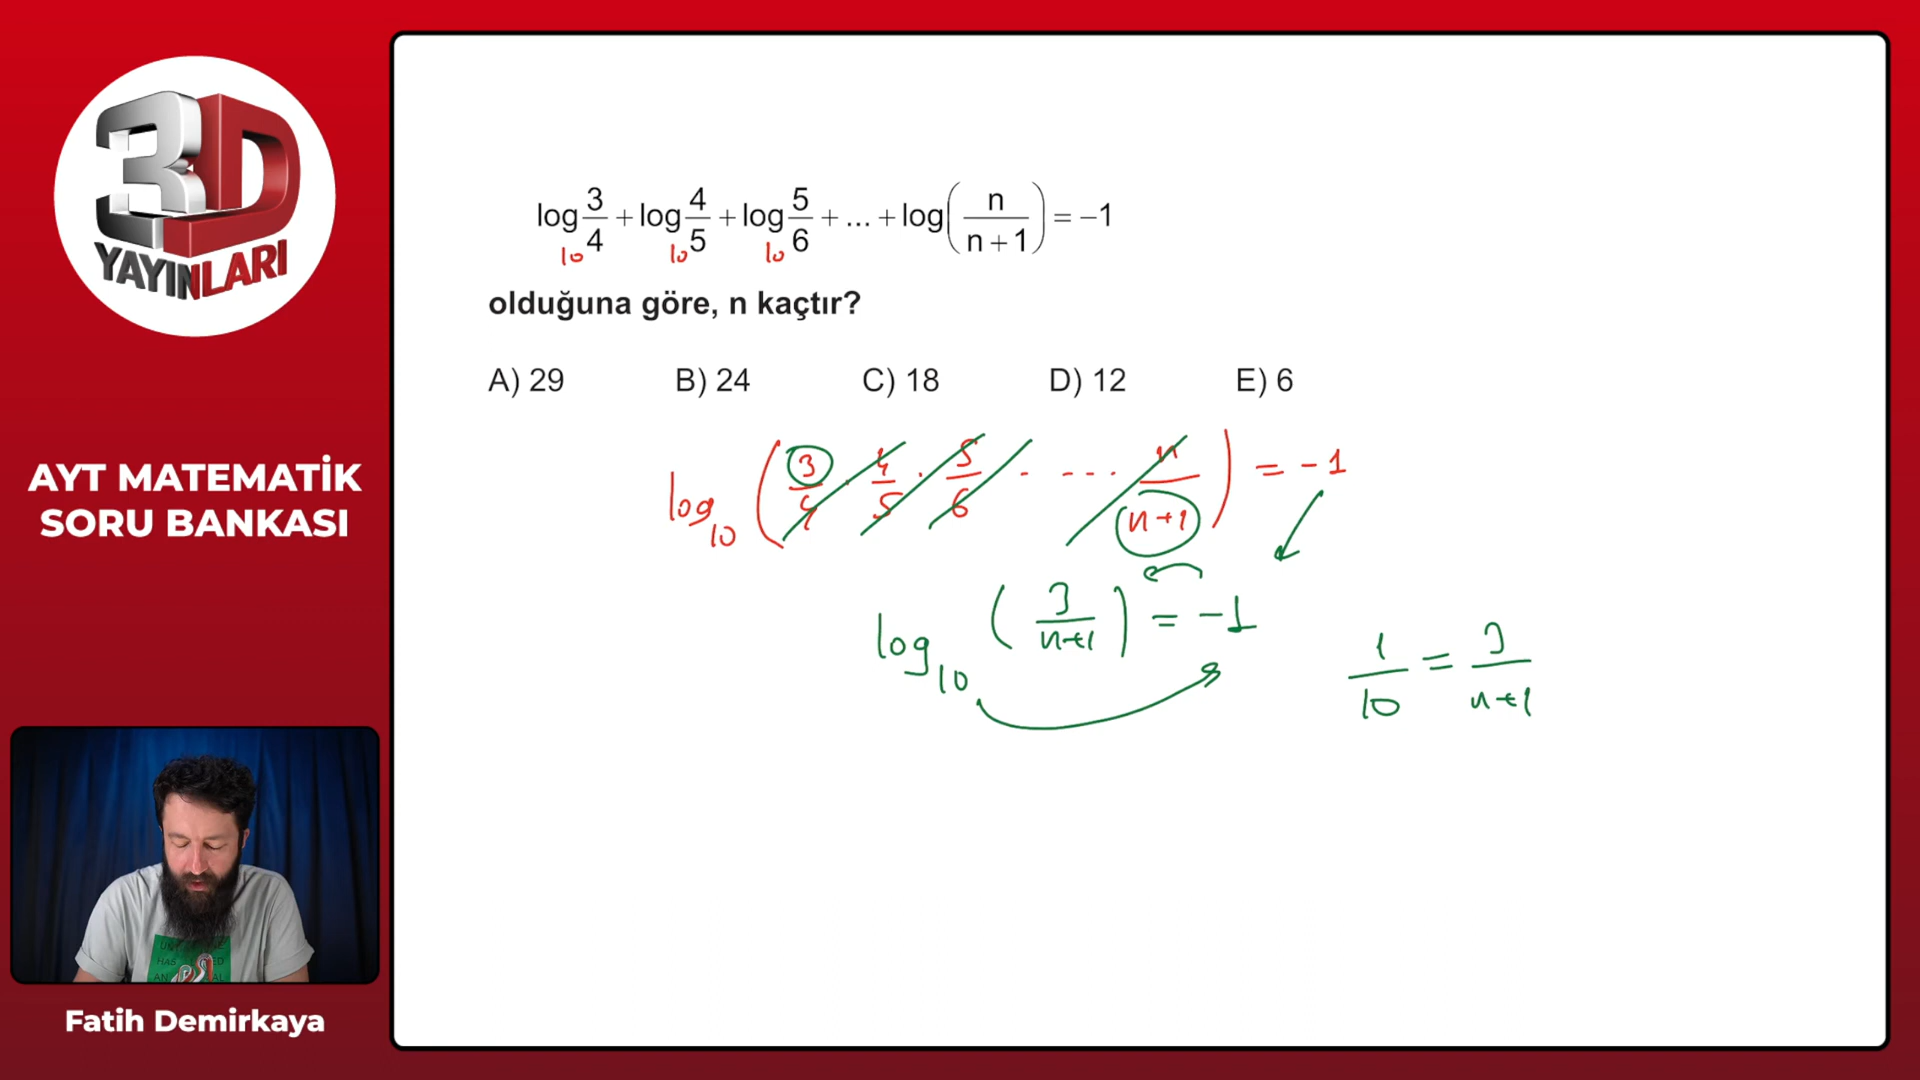 3D
YAYINLARI
AYT MATEMATİK
SORU BANKASI
Fatih Demirkaya
log 3/4 + log 4/5 + log 5/6 + ... + log( n/(n+1) ) = −1
10 10 10
olduğuna göre, n kaçtır?
A) 29 B) 24 C) 18 D) 12 E) 6
log10 ( 3/4 · 4/5 · 5/6 · ---- n/(n+1) ) = -1
log10 ( 3/(n+1) ) = -1
1/10 = 3/(n+1)